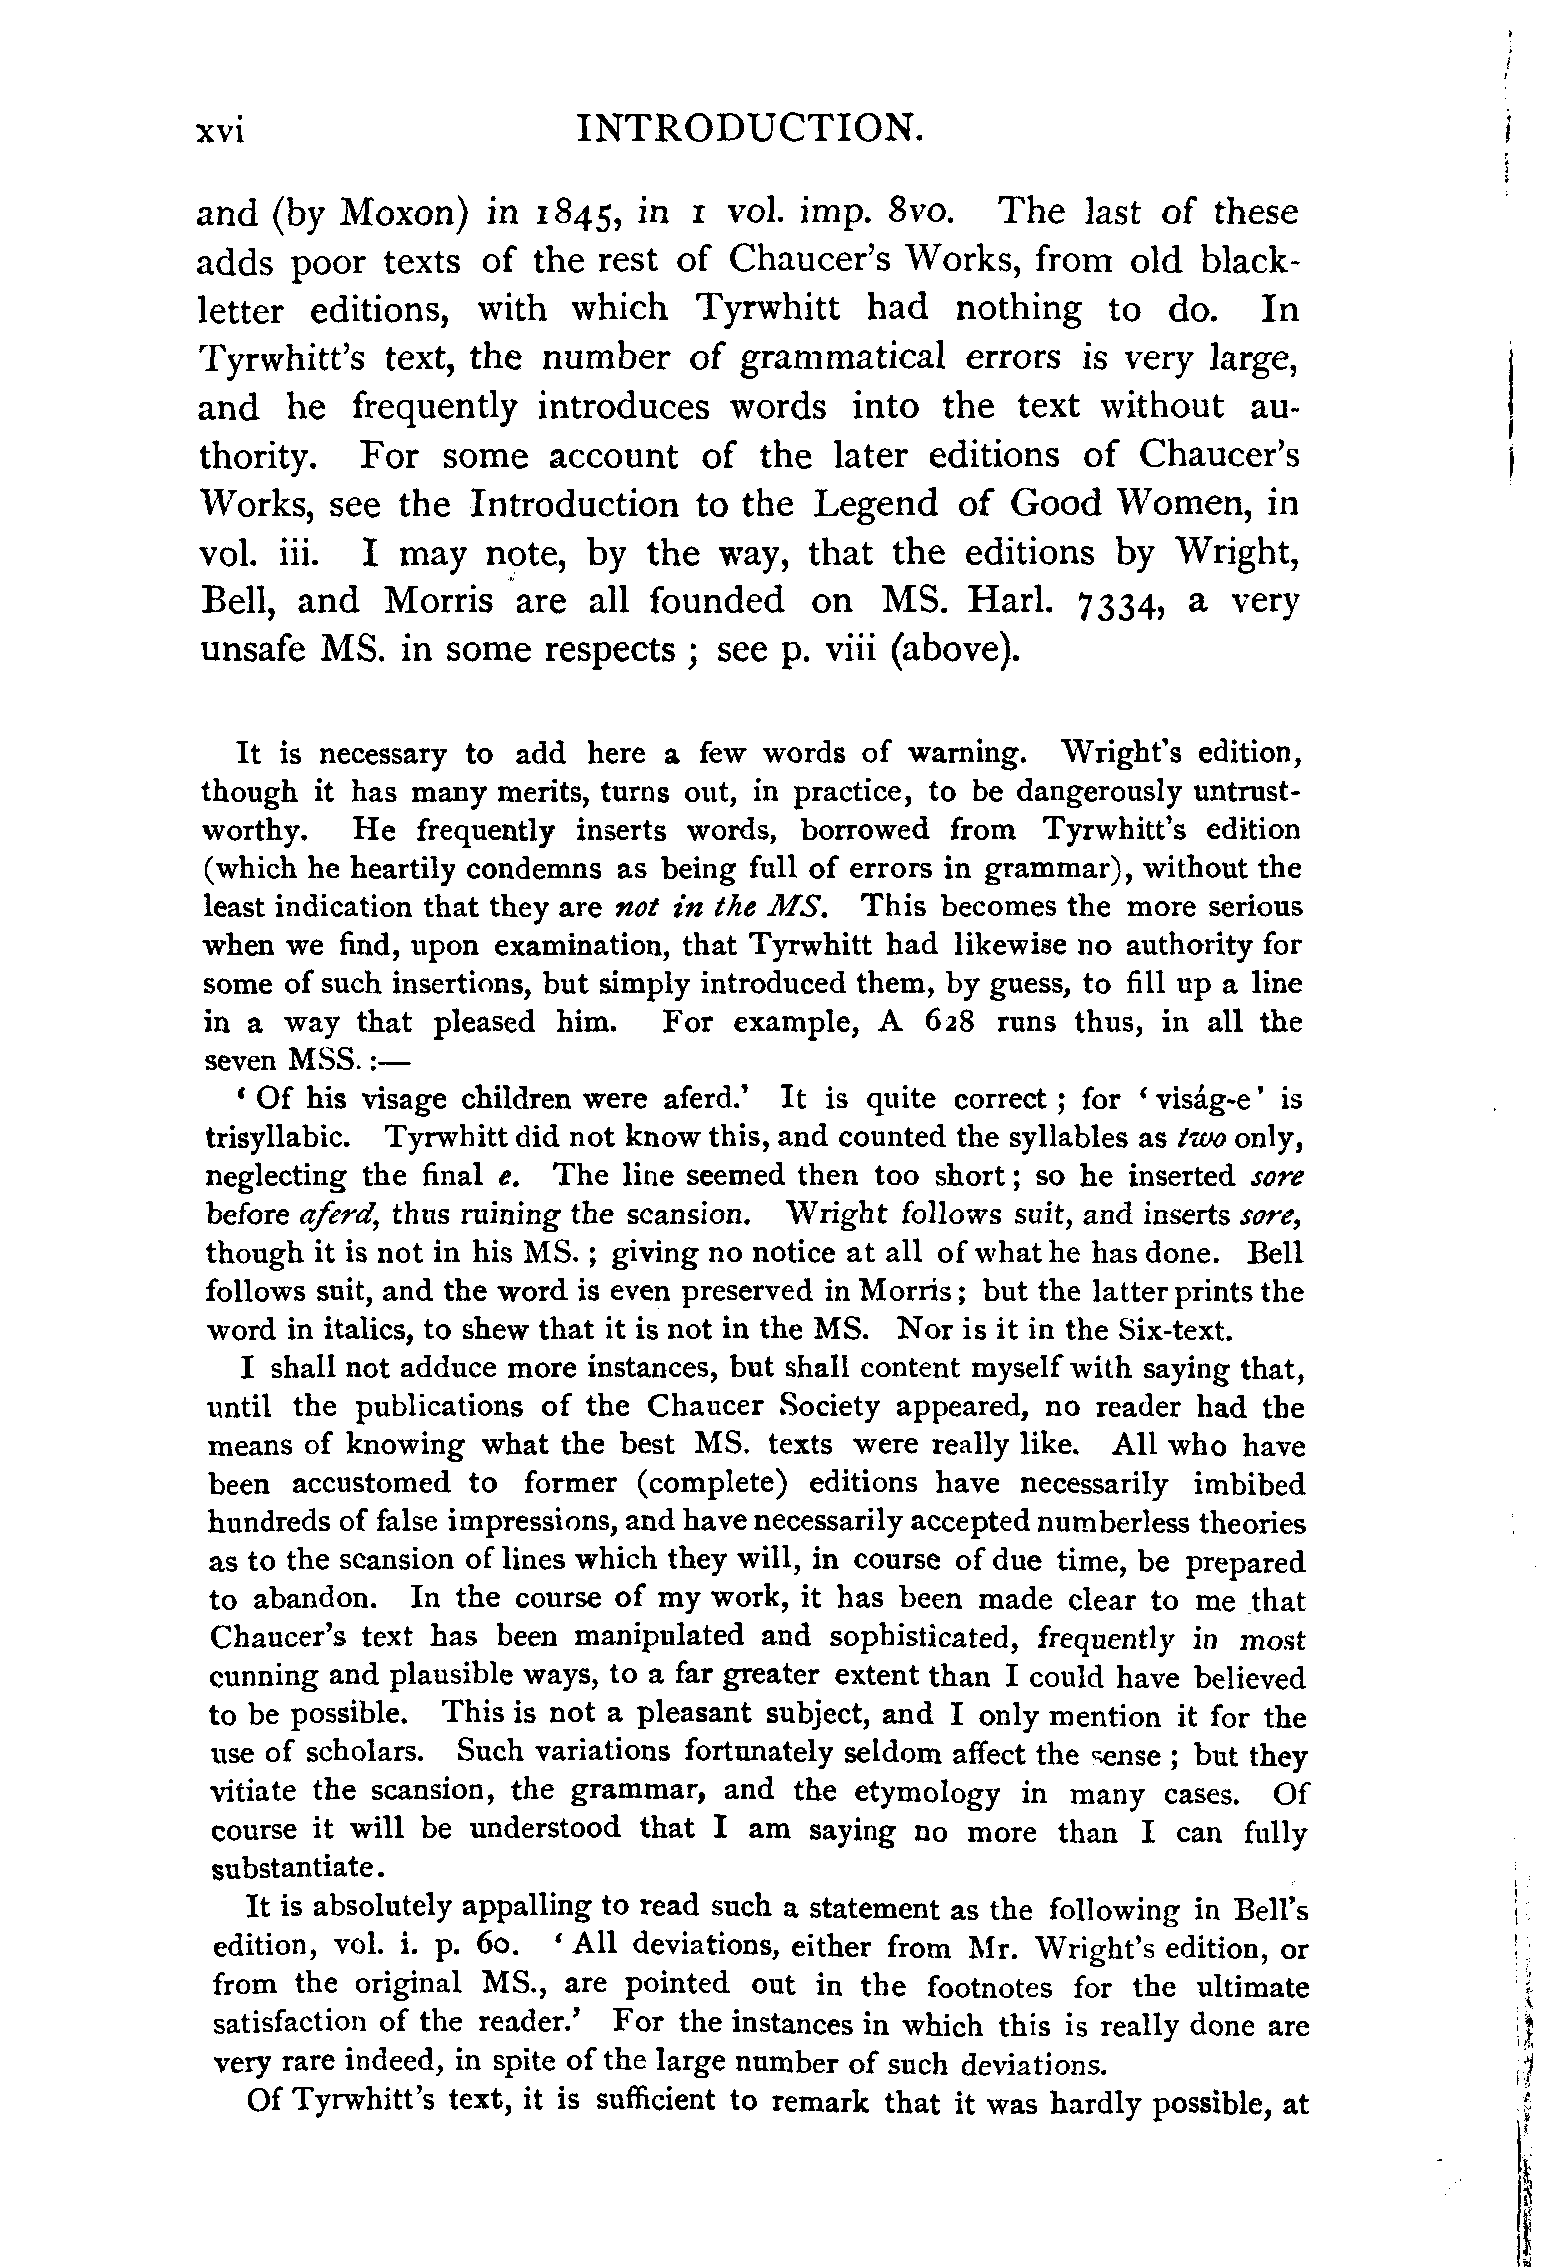 xvi INTRODUCTION.
and (by Moxon) in 1845, in 1 vol. imp. 8vo. The last of these
adds poor texts of the rest of Chaucer's Works, from old black-
letter editions, with which Tyrwhitt had nothing to do. In
Tyrwhitt's text, the number of grammatical errors is very large,
and he frequently introduces words into the text without au-
thority. For some account of the later editions of Chaucer's
Works, see the Introduction to the Legend of Good Women, in
vol. iii. I may note, by the way, that the editions by Wright,
Bell, and Morris are all founded on MS. Harl. 7334, a very
unsafe MS. in some respects ; see p. viii (above).
It is necessary to add here a few words of warning. Wright's edition,
though it has many merits, turns out, in practice, to be dangerously untrust-
worthy. He frequently inserts words, borrowed from Tyrwhitt's edition
(which he heartily condemns as being full of errors in grammar), without the
least indication that they are not in the MS. This becomes the more serious
when we find, upon examination, that Tyrwhitt had likewise no authority for
some of such insertions, but simply introduced them, by guess, to fill up a line
in a way that pleased him. For example, A 628 runs thus, in all the
seven MSS. :—
‘ Of his visage children were aferd.’ It is quite correct ; for ‘ viság-e ’ is
trisyllabic. Tyrwhitt did not know this, and counted the syllables as two only,
neglecting the final e. The line seemed then too short ; so he inserted sore
before aferd, thus ruining the scansion. Wright follows suit, and inserts sore,
though it is not in his MS. ; giving no notice at all of what he has done. Bell
follows suit, and the word is even preserved in Morris ; but the latter prints the
word in italics, to shew that it is not in the MS. Nor is it in the Six-text.
I shall not adduce more instances, but shall content myself with saying that,
until the publications of the Chaucer Society appeared, no reader had the
means of knowing what the best MS. texts were really like. All who have
been accustomed to former (complete) editions have necessarily imbibed
hundreds of false impressions, and have necessarily accepted numberless theories
as to the scansion of lines which they will, in course of due time, be prepared
to abandon. In the course of my work, it has been made clear to me that
Chaucer's text has been manipulated and sophisticated, frequently in most
cunning and plausible ways, to a far greater extent than I could have believed
to be possible. This is not a pleasant subject, and I only mention it for the
use of scholars. Such variations fortunately seldom affect the sense ; but they
vitiate the scansion, the grammar, and the etymology in many cases. Of
course it will be understood that I am saying no more than I can fully
substantiate.
It is absolutely appalling to read such a statement as the following in Bell's
edition, vol. i. p. 60. ‘ All deviations, either from Mr. Wright's edition, or
from the original MS., are pointed out in the footnotes for the ultimate
satisfaction of the reader.’ For the instances in which this is really done are
very rare indeed, in spite of the large number of such deviations.
Of Tyrwhitt's text, it is sufficient to remark that it was hardly possible, at